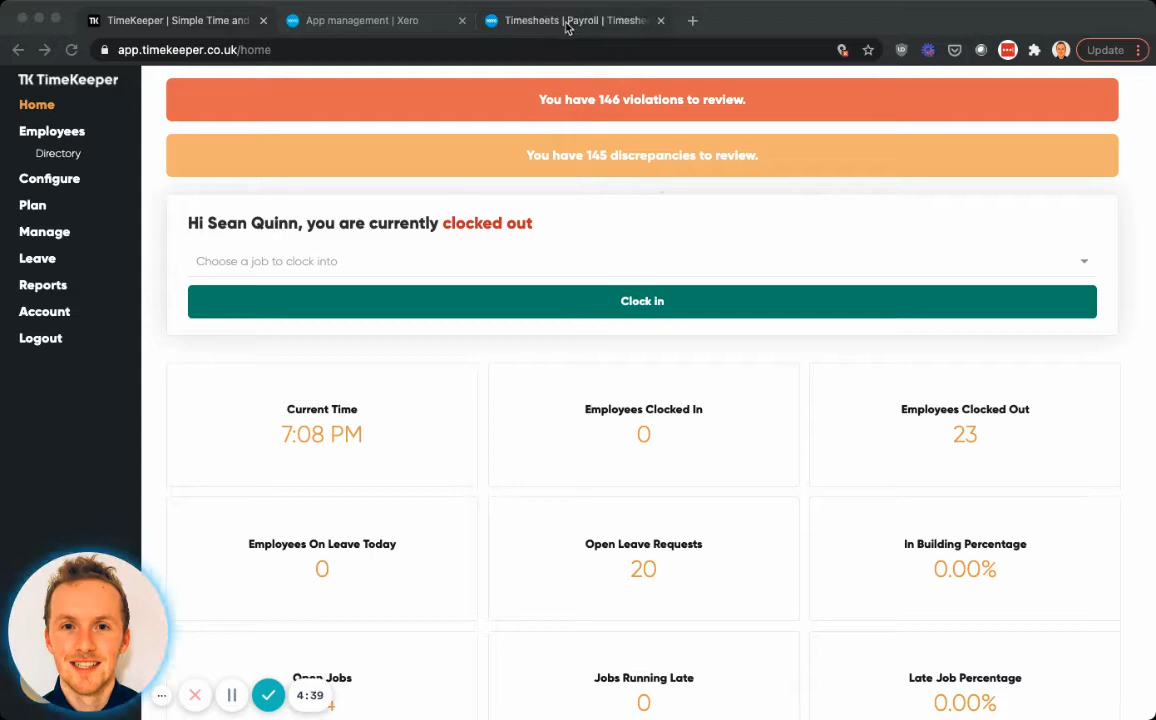 TK TimeKeeper | Simple Time and
App management | Xero
Timesheets | Payroll | Timeshe
app.timekeeper.co.uk/home
Update
TK TimeKeeper
Home
Employees
Directory
Configure
Plan
Manage
Leave
Reports
Account
Logout
You have 146 violations to review.
You have 145 discrepancies to review.
Hi Sean Quinn, you are currently clocked out
Choose a job to clock into
Clock in
Current Time
7:08 PM
Employees Clocked In
0
Employees Clocked Out
23
Employees On Leave Today
0
Open Leave Requests
20
In Building Percentage
0.00%
Open Jobs
Jobs Running Late
0
Late Job Percentage
0.00%
4:39